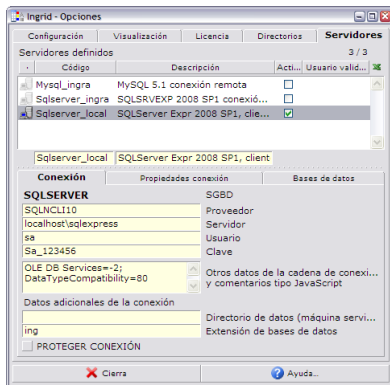 Ingrid - Opciones
Configuración Visualización Licencia Directorios Servidores
Servidores definidos 3 / 3
. Código Descripción Acti... Usuario valid...
Mysql_ingra MySQL 5.1 conexión remota
Sqlserver_ingra SQLSRVEXP 2008 SP1 conexió...
Sqlserver_local SQLServer Expr 2008 SP1, clie...
Sqlserver_local SQLServer Expr 2008 SP1, client
Conexión Propiedades conexión Bases de datos
SQLSERVER SGBD
SQLNCLI10 Proveedor
localhost\sqlexpress Servidor
sa Usuario
Sa_123456 Clave
OLE DB Services=-2; Otros datos de la cadena de conexi...
DataTypeCompatibility=80 y comentarios tipo JavaScript
Datos adicionales de la conexión
Directorio de datos (máquina servi...
ing Extensión de bases de datos
PROTEGER CONEXIÓN
Cierra Ayuda...